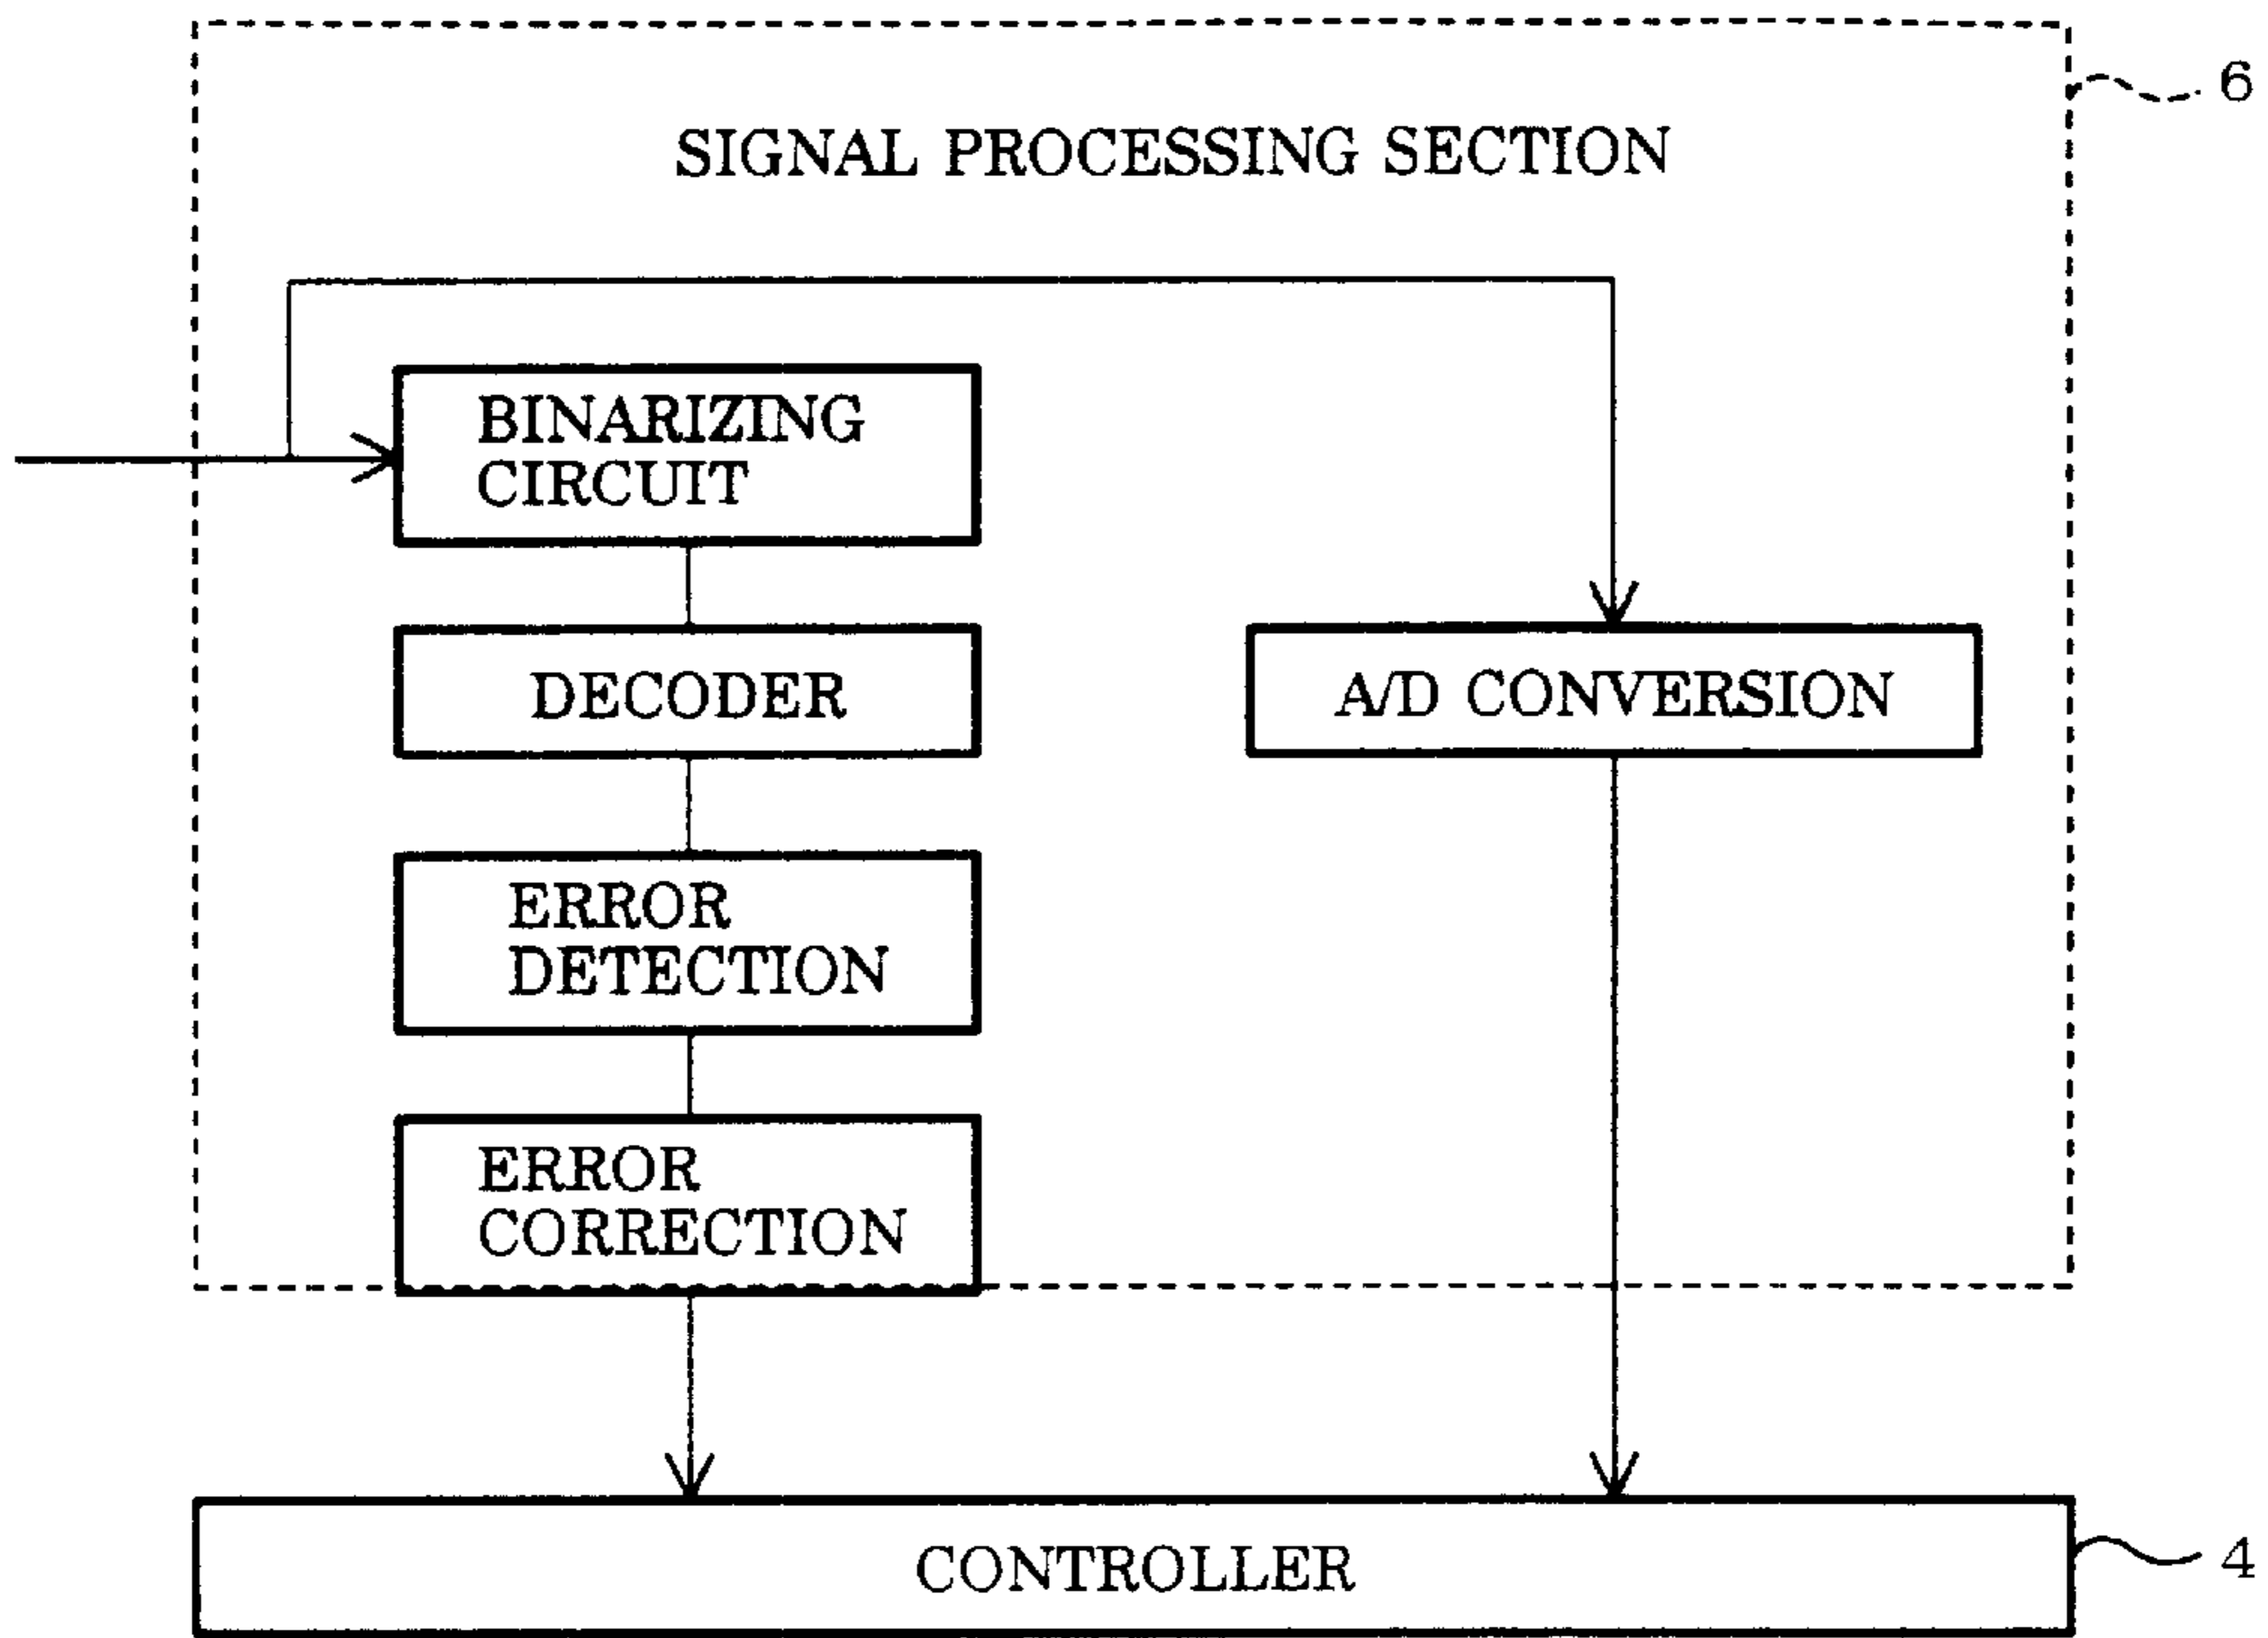 6
SIGNAL PROCESSING SECTION
BINARIZING
CIRCUIT
DECODER
A/D CONVERSION
ERROR
DETECTION
ERROR
CORRECTION
CONTROLLER
4